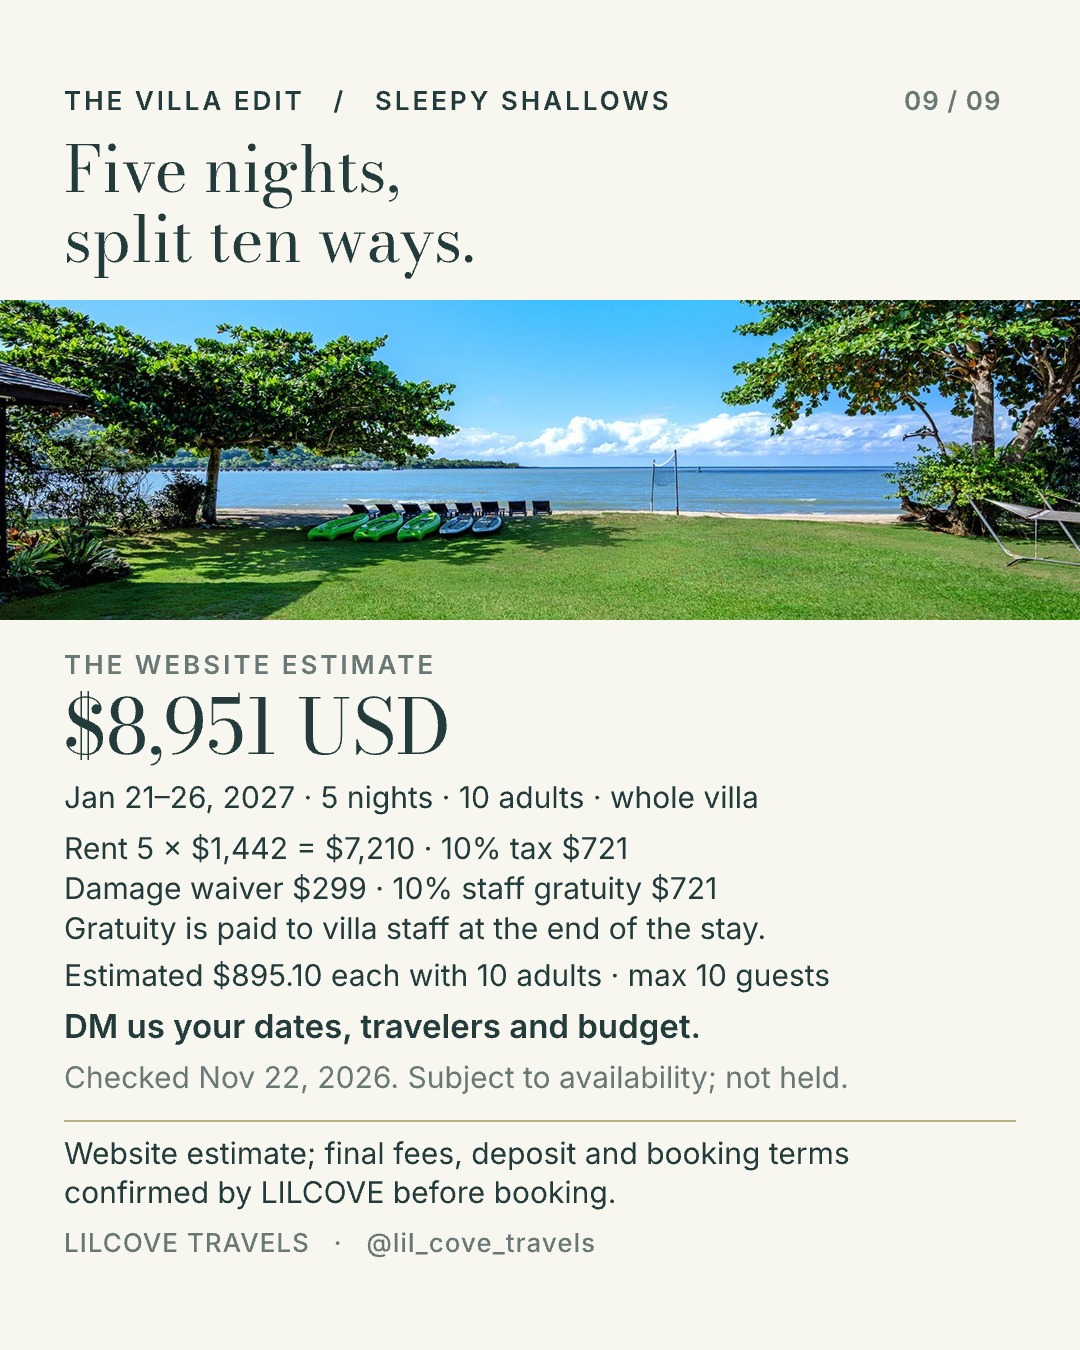 THE VILLA EDIT / SLEEPY SHALLOWS 09 / 09
Five nights,
split ten ways.
THE WEBSITE ESTIMATE
$8,951 USD
Jan 21–26, 2027 · 5 nights · 10 adults · whole villa
Rent 5 × $1,442 = $7,210 · 10% tax $721
Damage waiver $299 · 10% staff gratuity $721
Gratuity is paid to villa staff at the end of the stay.
Estimated $895.10 each with 10 adults · max 10 guests
DM us your dates, travelers and budget.
Checked Nov 22, 2026. Subject to availability; not held.
Website estimate; final fees, deposit and booking terms
confirmed by LILCOVE before booking.
LILCOVE TRAVELS · @lil_cove_travels